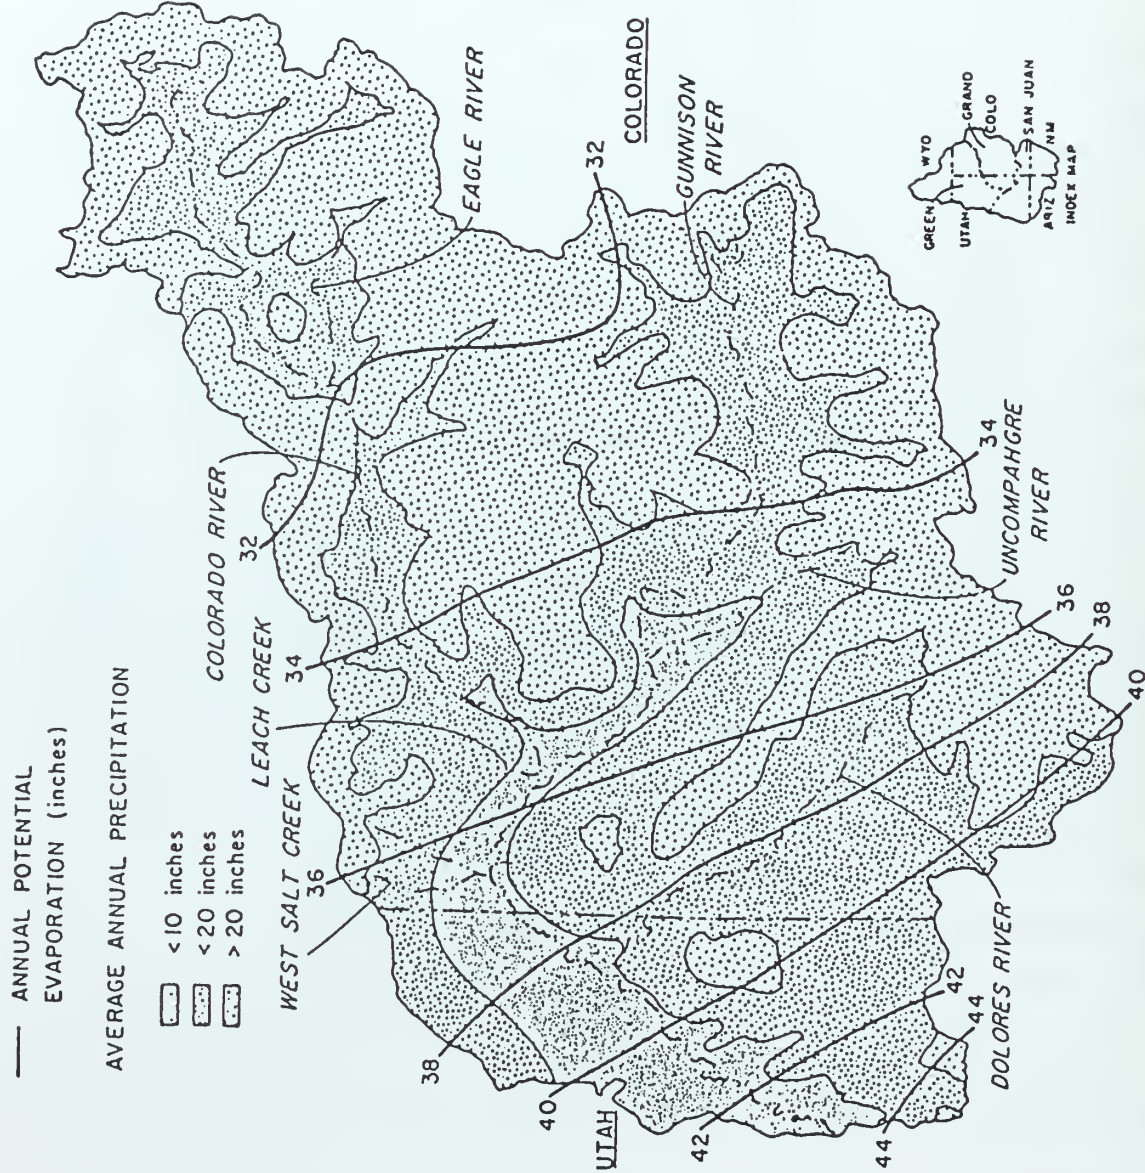 ANNUAL POTENTIAL
EVAPORATION (inches)
AVERAGE ANNUAL PRECIPITATION
<10 inches
<20 inches
>20 inches
WEST SALT CREEK
LEACH CREEK
COLORADO RIVER
EAGLE RIVER
COLORADO
GUNNISON
RIVER
UNCOMPAHGRE
RIVER
DOLORES RIVER
UTAH
32
32
34
34
36
36
38
38
40
40
42
42
44
44
GREEN
WYO
UTAH
GRAND
COLO
SAN JUAN
ARIZ
NM
INDEX MAP